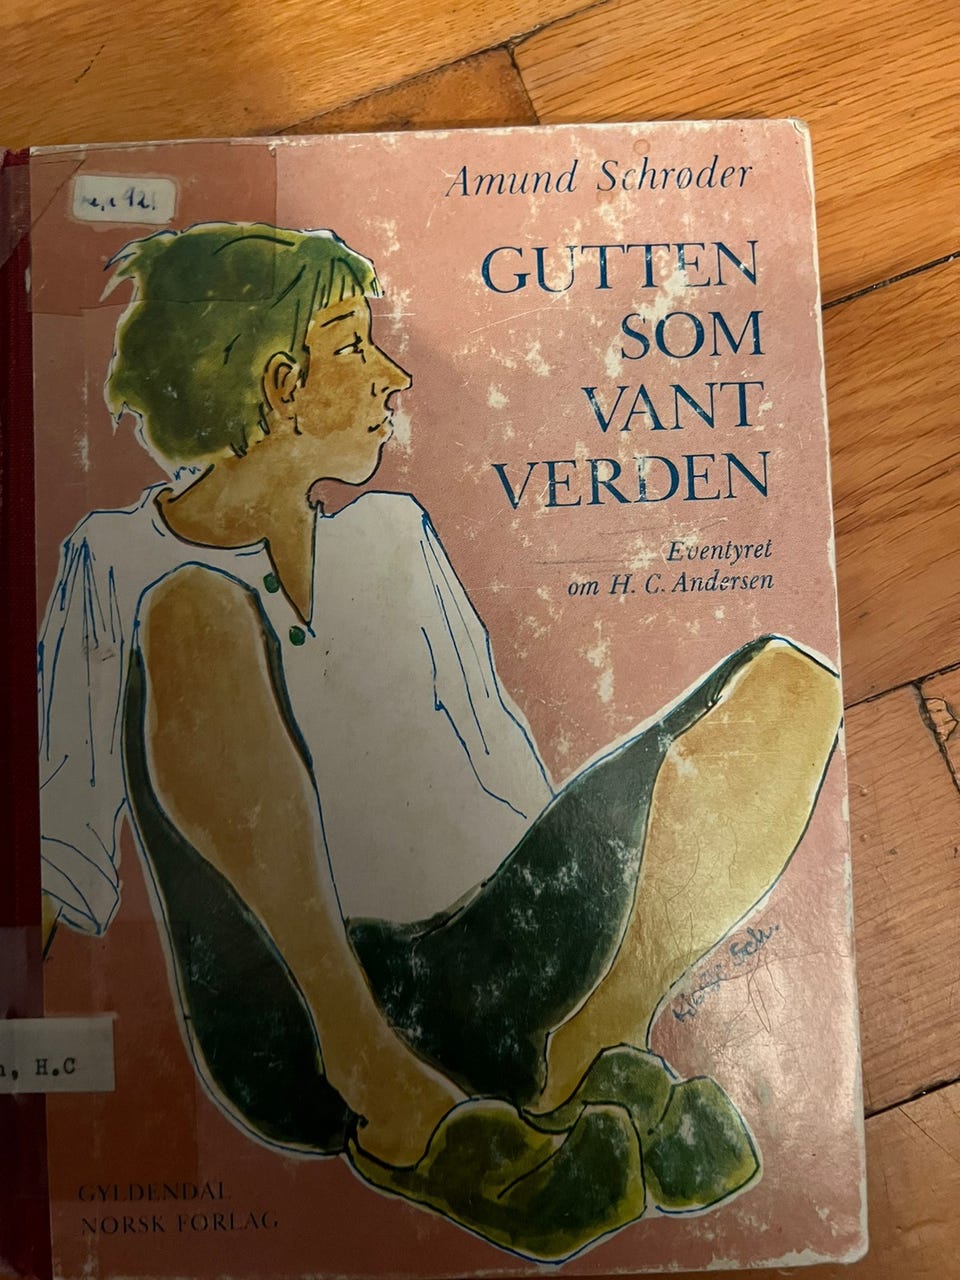 Amund Schrøder
GUTTEN
SOM
VANT
VERDEN
Eventyret
om H. C. Andersen
H.C
GYLDENDAL
NORSK FORLAG